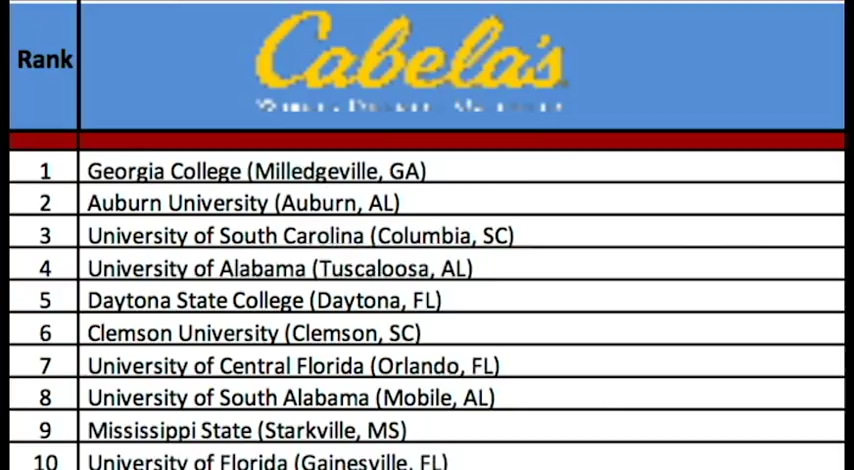 Rank
Cabela's
1 Georgia College (Milledgeville, GA)
2 Auburn University (Auburn, AL)
3 University of South Carolina (Columbia, SC)
4 University of Alabama (Tuscaloosa, AL)
5 Daytona State College (Daytona, FL)
6 Clemson University (Clemson, SC)
7 University of Central Florida (Orlando, FL)
8 University of South Alabama (Mobile, AL)
9 Mississippi State (Starkville, MS)
10 University of Florida (Gainesville, FL)